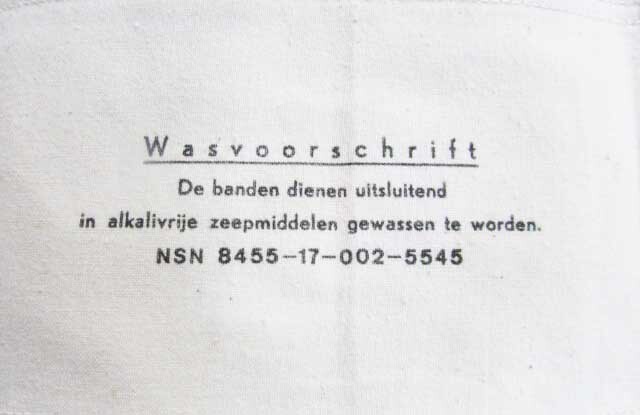 Wasvoorschrift
De banden dienen uitsluitend
in alkalivrije zeepmiddelen gewassen te worden.
NSN 8455-17-002-5545